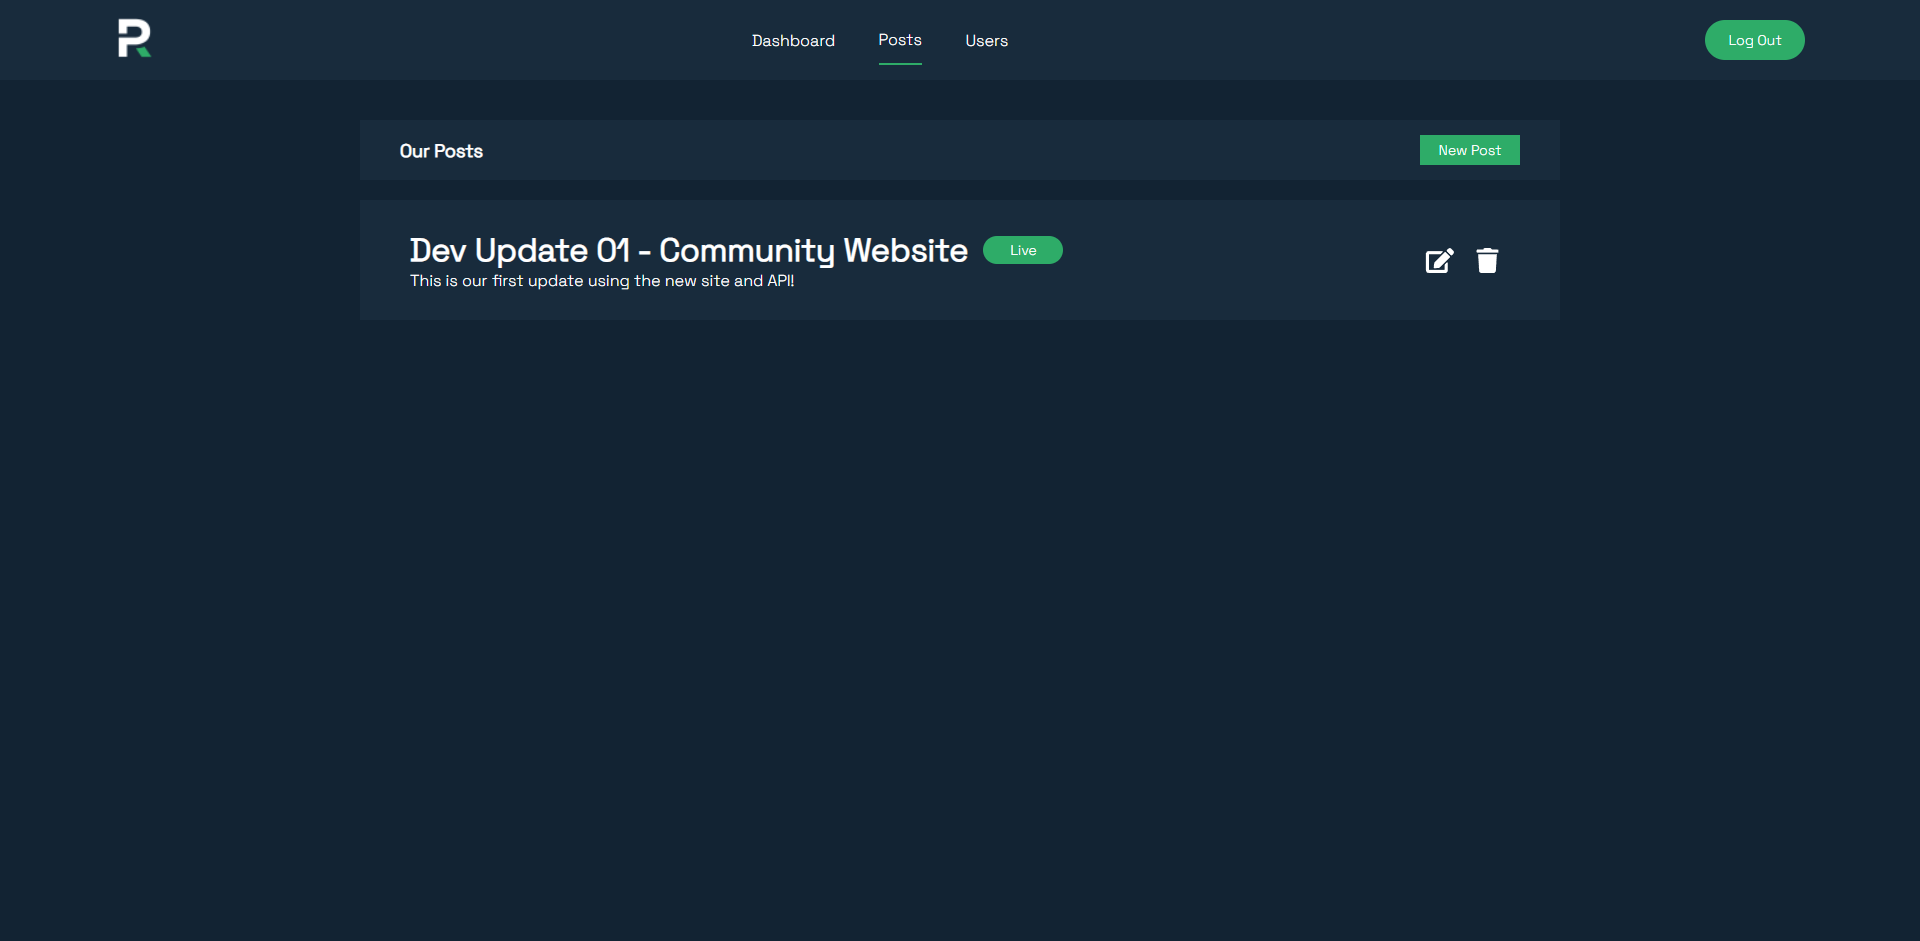 Dashboard Posts Users Log Out
Our Posts New Post
Dev Update 01 - Community Website Live
This is our first update using the new site and API!